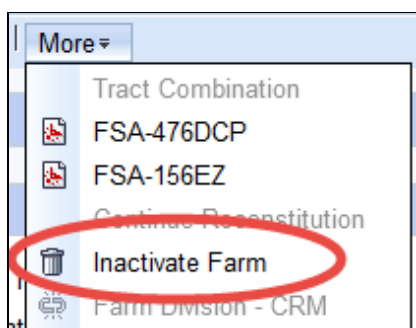 More
Tract Combination
FSA-476DCP
FSA-156EZ
Continue Reconstitution
Inactivate Farm
Farm Division - CRM